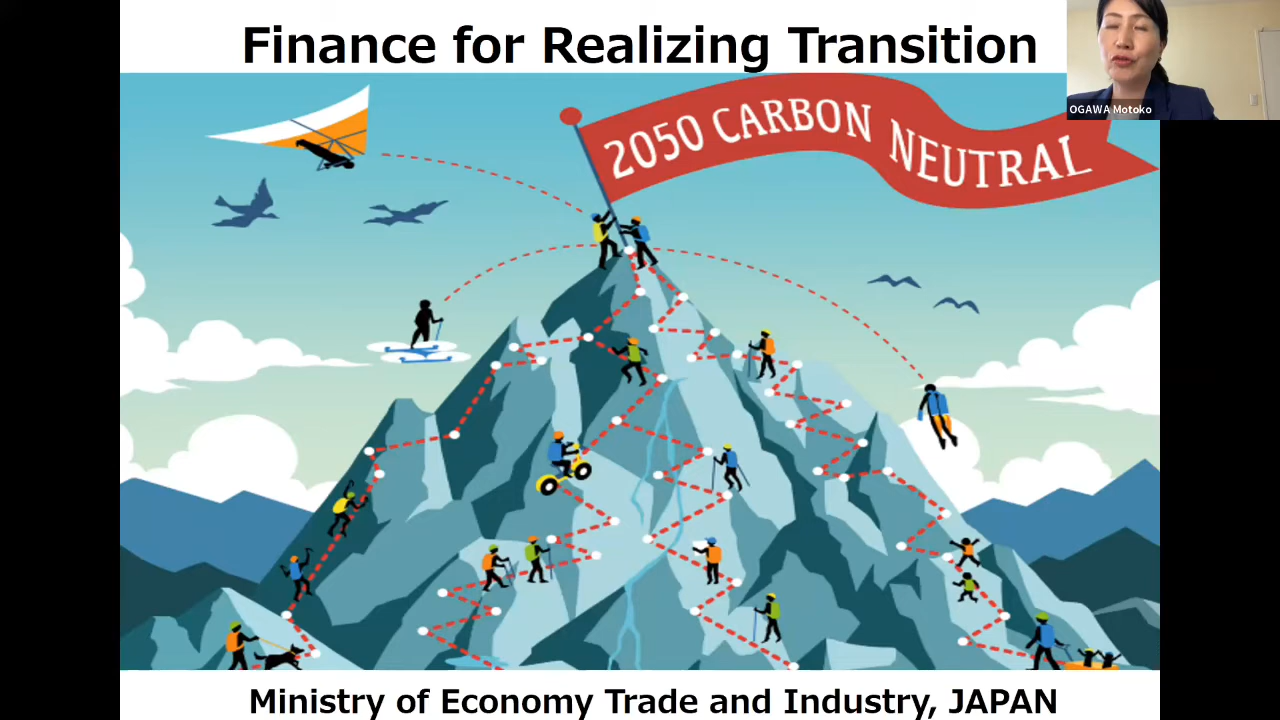 Finance for Realizing Transition
OGAWA Motoko
2050 CARBON NEUTRAL
Ministry of Economy Trade and Industry, JAPAN